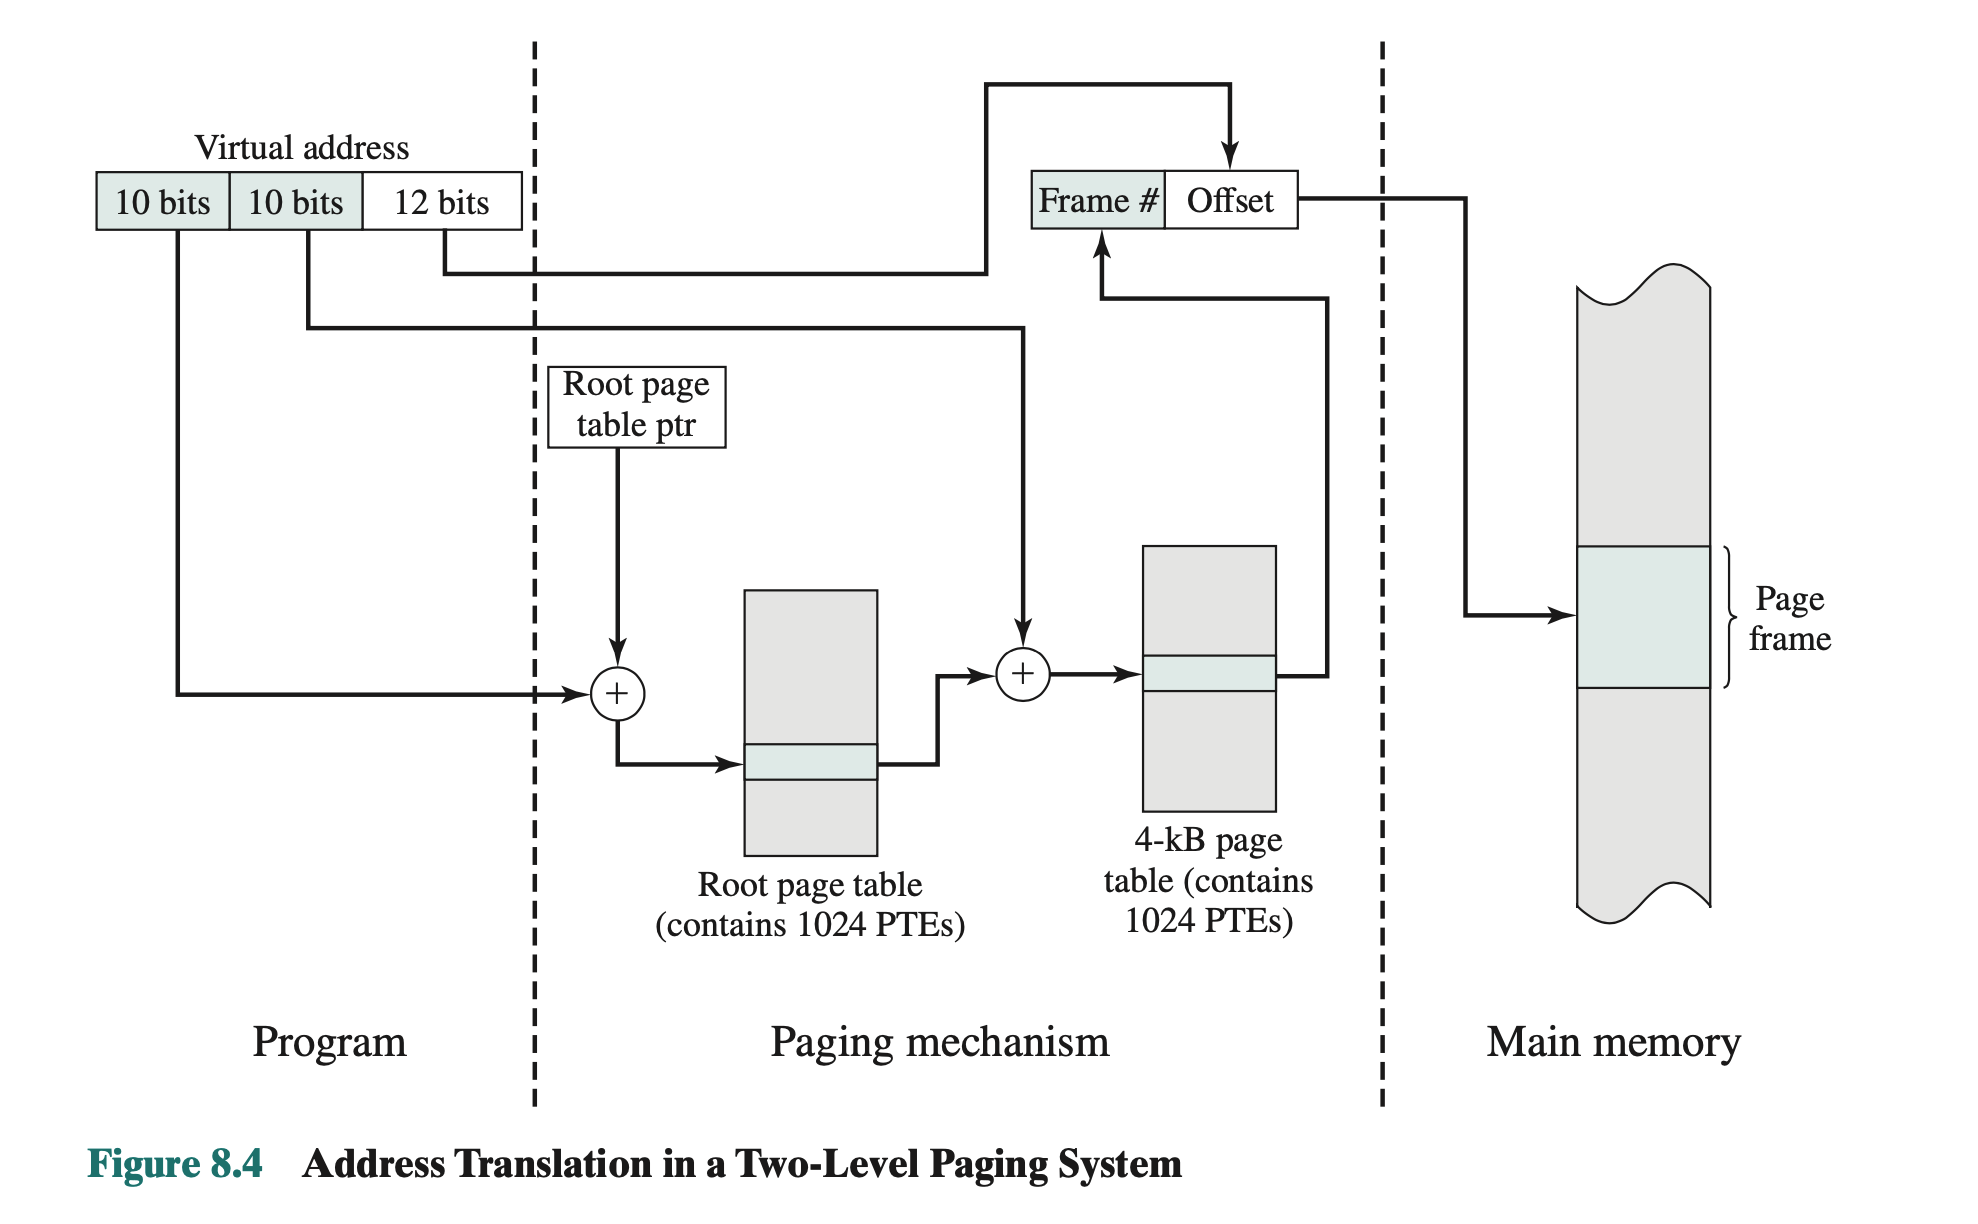 Virtual address
10 bits 10 bits 12 bits
Frame # Offset
Root page
table ptr
+
+
Page
frame
Root page table
(contains 1024 PTEs)
4-kB page
table (contains
1024 PTEs)
Program
Paging mechanism
Main memory
Figure 8.4 Address Translation in a Two-Level Paging System